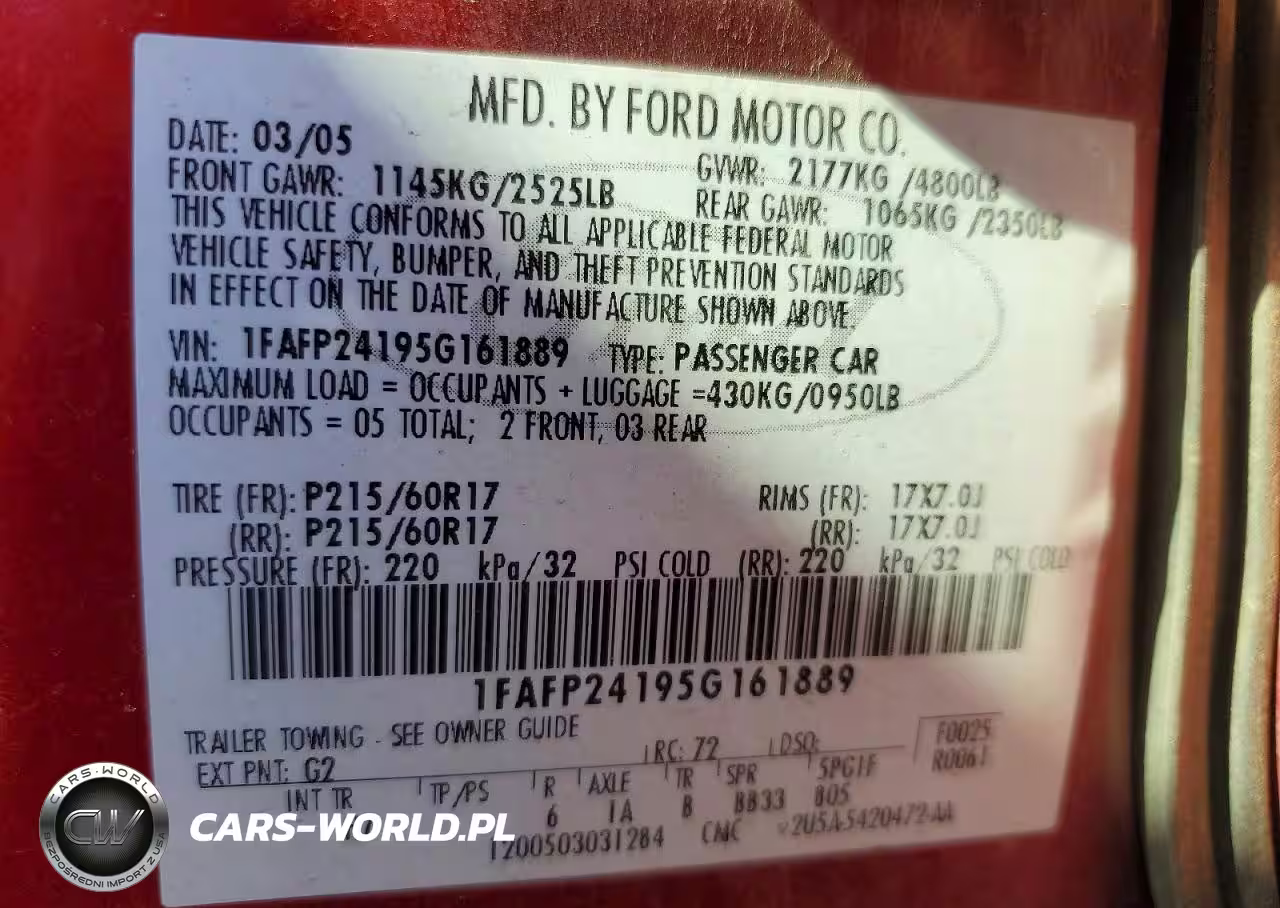 MFD. BY FORD MOTOR CO.
DATE: 03/05 GVWR: 2177KG /4800LB
FRONT GAWR: 1145KG/2525LB REAR GAWR: 1065KG /2350LB
THIS VEHICLE CONFORMS TO ALL APPLICABLE FEDERAL MOTOR
VEHICLE SAFETY, BUMPER, AND THEFT PREVENTION STANDARDS
IN EFFECT ON THE DATE OF MANUFACTURE SHOWN ABOVE.
VIN: 1FAFP24195G161889 TYPE: PASSENGER CAR
MAXIMUM LOAD = OCCUPANTS + LUGGAGE =430KG/0950LB
OCCUPANTS = 05 TOTAL; 2 FRONT, 03 REAR
TIRE (FR): P215/60R17 RIMS (FR): 17X7.0J
(RR): P215/60R17 (RR): 17X7.0J
PRESSURE (FR): 220 kPa/32 PSI COLD (RR): 220 kPa/32 PSI COLD
1FAFP24195G161889
TRAILER TOWING - SEE OWNER GUIDE
EXT PNT: G2 RC: 72 DSO: F0025
R0061
INT TR TP/PS R AXLE TR SPR
6 1A B BB33
1200503031284 CMC
CARS-WORLD
CW
BEZPOŚREDNI IMPORT Z USA
CARS-WORLD.PL